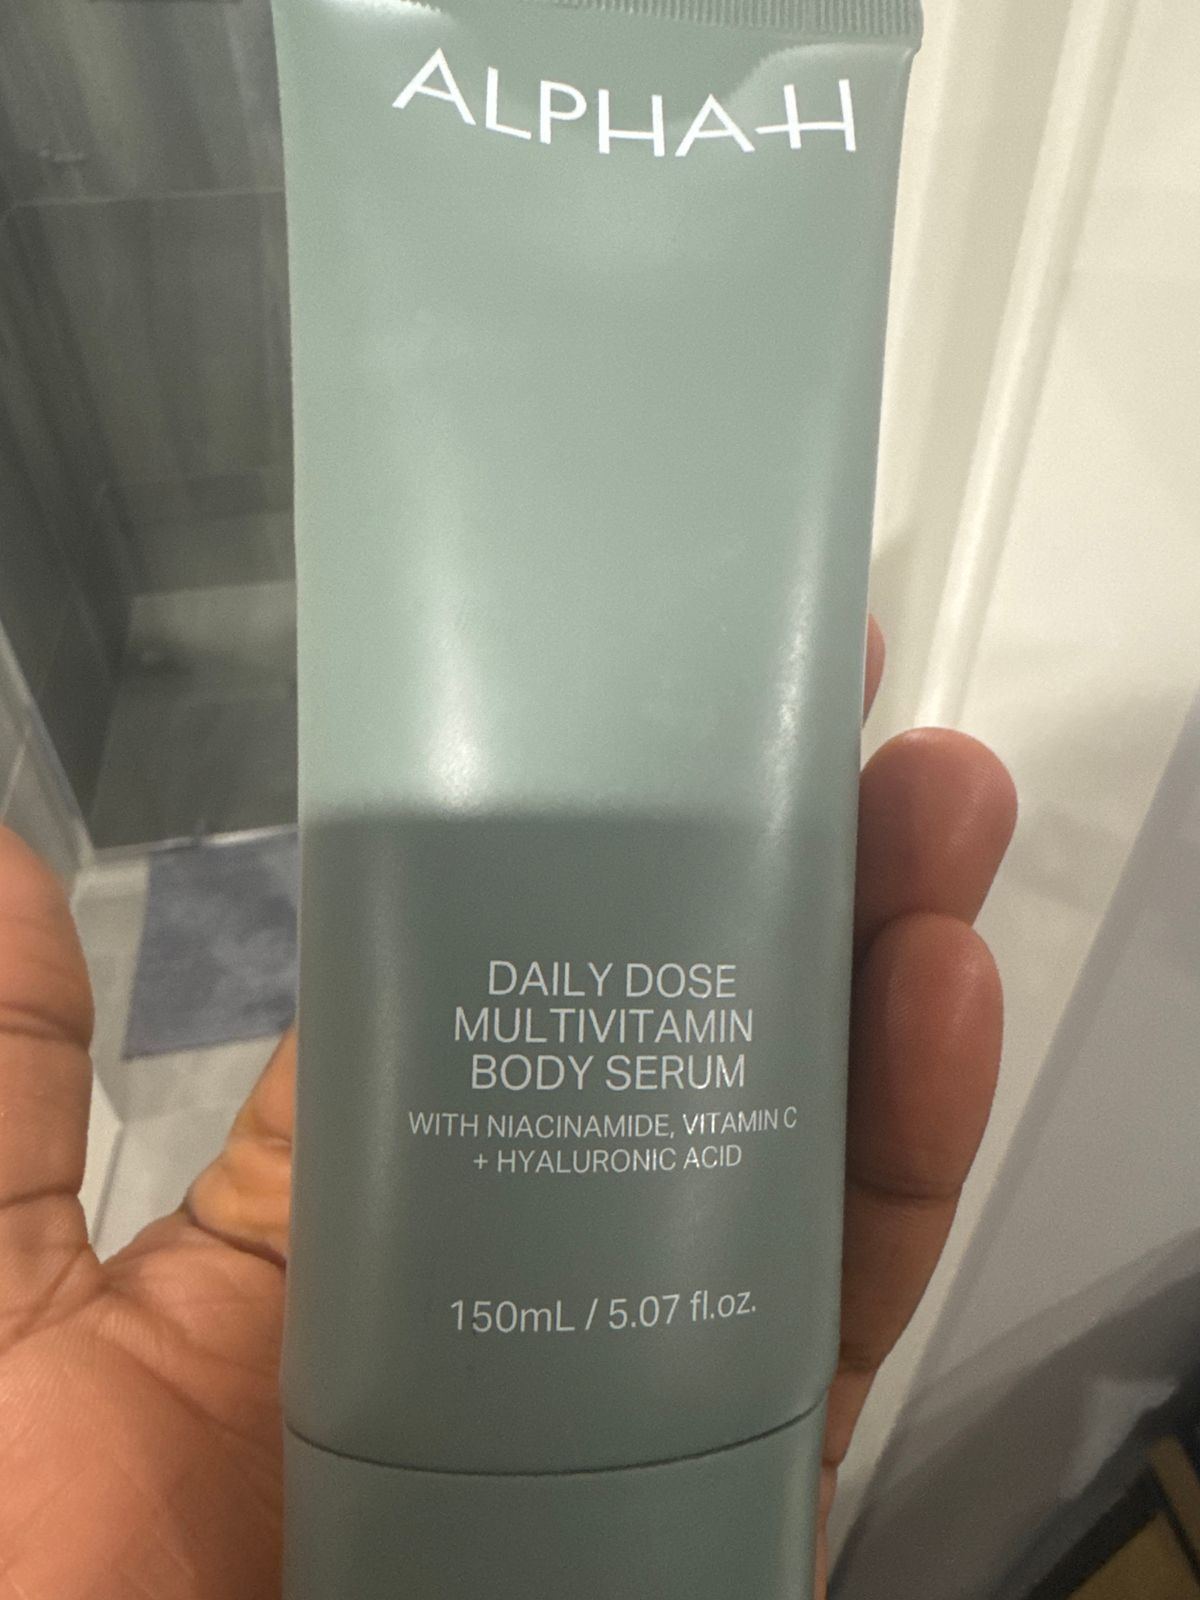 ALPHA-H
DAILY DOSE
MULTIVITAMIN
BODY SERUM
WITH NIACINAMIDE, VITAMIN C
+ HYALURONIC ACID
150mL / 5.07 fl.oz.